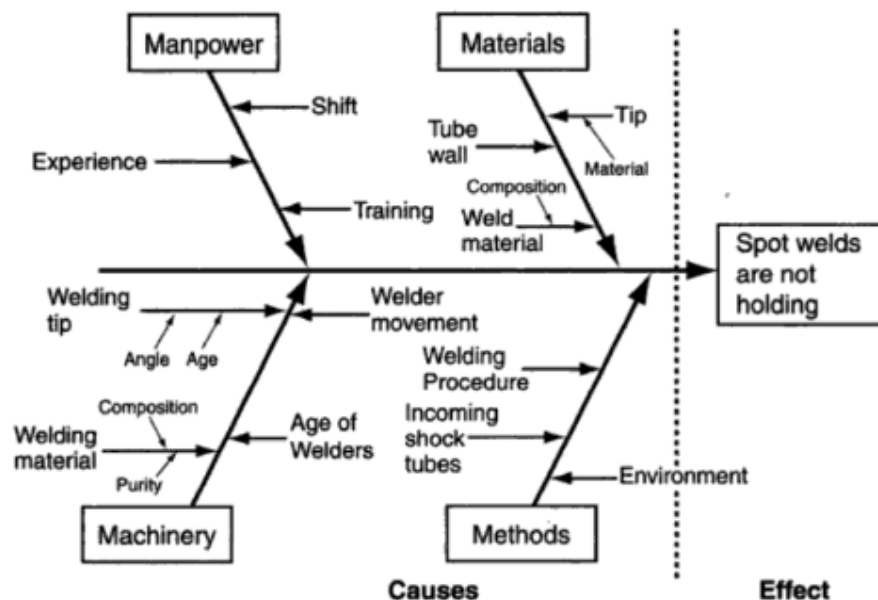 Manpower
Materials
Shift
Experience
Training
Tip
Tube
wall
Material
Composition
Weld
material
Spot welds
are not
holding
Welding
tip
Angle
Age
Welder
movement
Composition
Welding
material
Purity
Age of
Welders
Welding
Procedure
Incoming
shock
tubes
Environment
Machinery
Methods
Causes
Effect